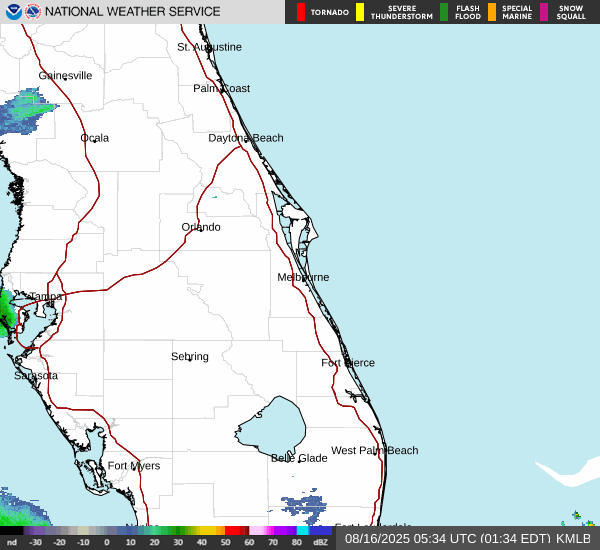 NATIONAL WEATHER SERVICE
TORNADO
SEVERE THUNDERSTORM
FLASH FLOOD
SPECIAL MARINE
SNOW SQUALL
St. Augustine
Gainesville
Palm Coast
Ocala
Daytona Beach
Orlando
Melbourne
Tampa
Sebring
Fort Pierce
Sarasota
West Palm Beach
Belle Glade
Fort Myers
Fort Lauderdale
nd -30 -20 -10 0 10 20 30 40 50 60 70 80 dBZ
08/16/2025 05:34 UTC (01:34 EDT) KMLB